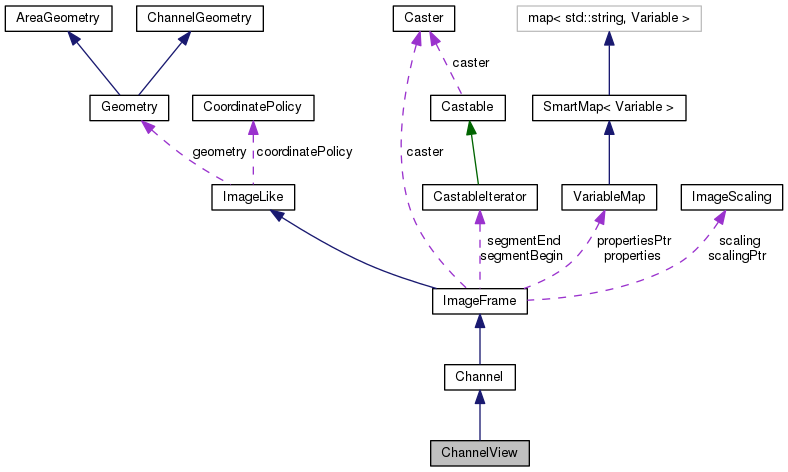 AreaGeometry
ChannelGeometry
Caster
map< std::string, Variable >
caster
Geometry
CoordinatePolicy
Castable
SmartMap< Variable >
geometry
coordinatePolicy
caster
ImageLike
CastableIterator
VariableMap
ImageScaling
segmentEnd
segmentBegin
propertiesPtr
properties
scaling
scalingPtr
ImageFrame
Channel
ChannelView